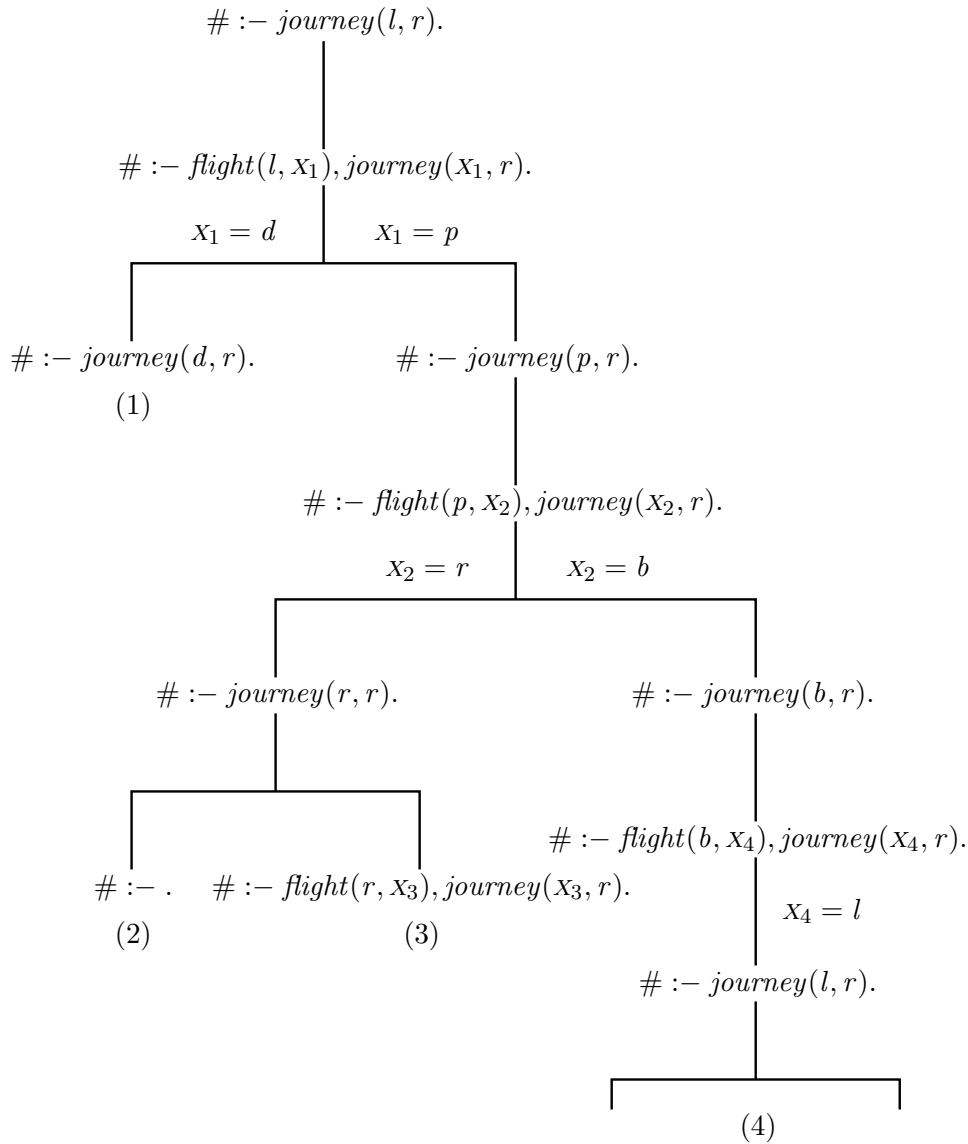 # :– journey(l, r).
# :– flight(l, x₁), journey(x₁, r).
x₁ = d x₁ = p
# :– journey(d, r). # :– journey(p, r).
(1)
# :– flight(p, x₂), journey(x₂, r).
x₂ = r x₂ = b
# :– journey(r, r). # :– journey(b, r).
# :– flight(b, x₄), journey(x₄, r).
# :– . # :– flight(r, x₃), journey(x₃, r).
x₄ = l
(2) (3)
# :– journey(l, r).
(4)